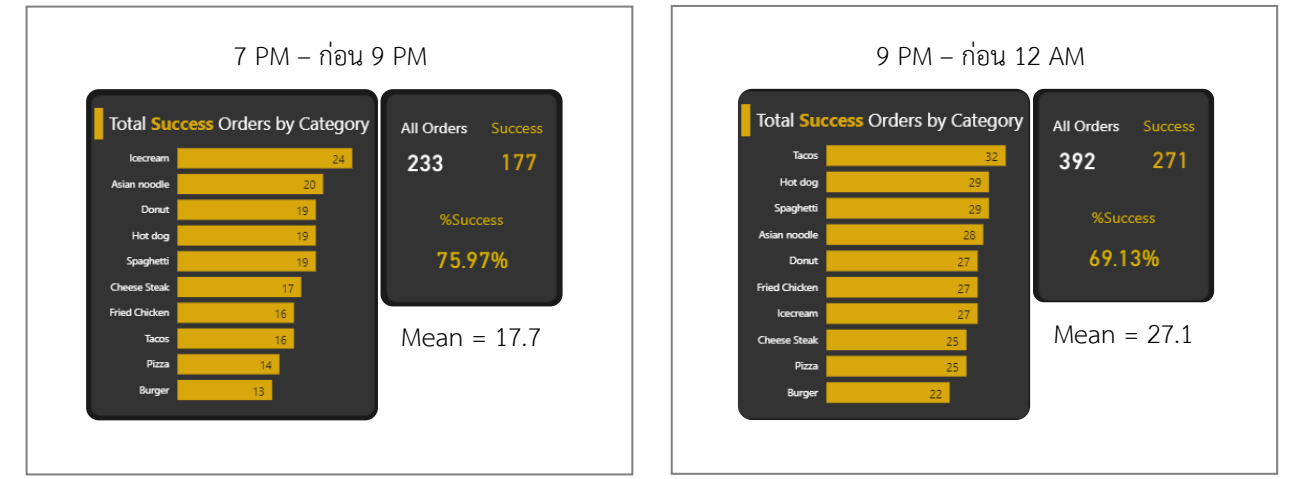 7 PM – ก่อน 9 PM
Total Success Orders by Category
Icecream 24
Asian noodle 20
Donut 19
Hot dog 19
Spaghetti 19
Cheese Steak 17
Fried Chicken 16
Tacos 16
Pizza 14
Burger 13
All Orders Success
233 177
%Success
75.97%
Mean = 17.7
9 PM – ก่อน 12 AM
Total Success Orders by Category
Tacos 32
Hot dog 29
Spaghetti 29
Asian noodle 28
Donut 27
Fried Chicken 27
Icecream 27
Cheese Steak 25
Pizza 25
Burger 22
All Orders Success
392 271
%Success
69.13%
Mean = 27.1